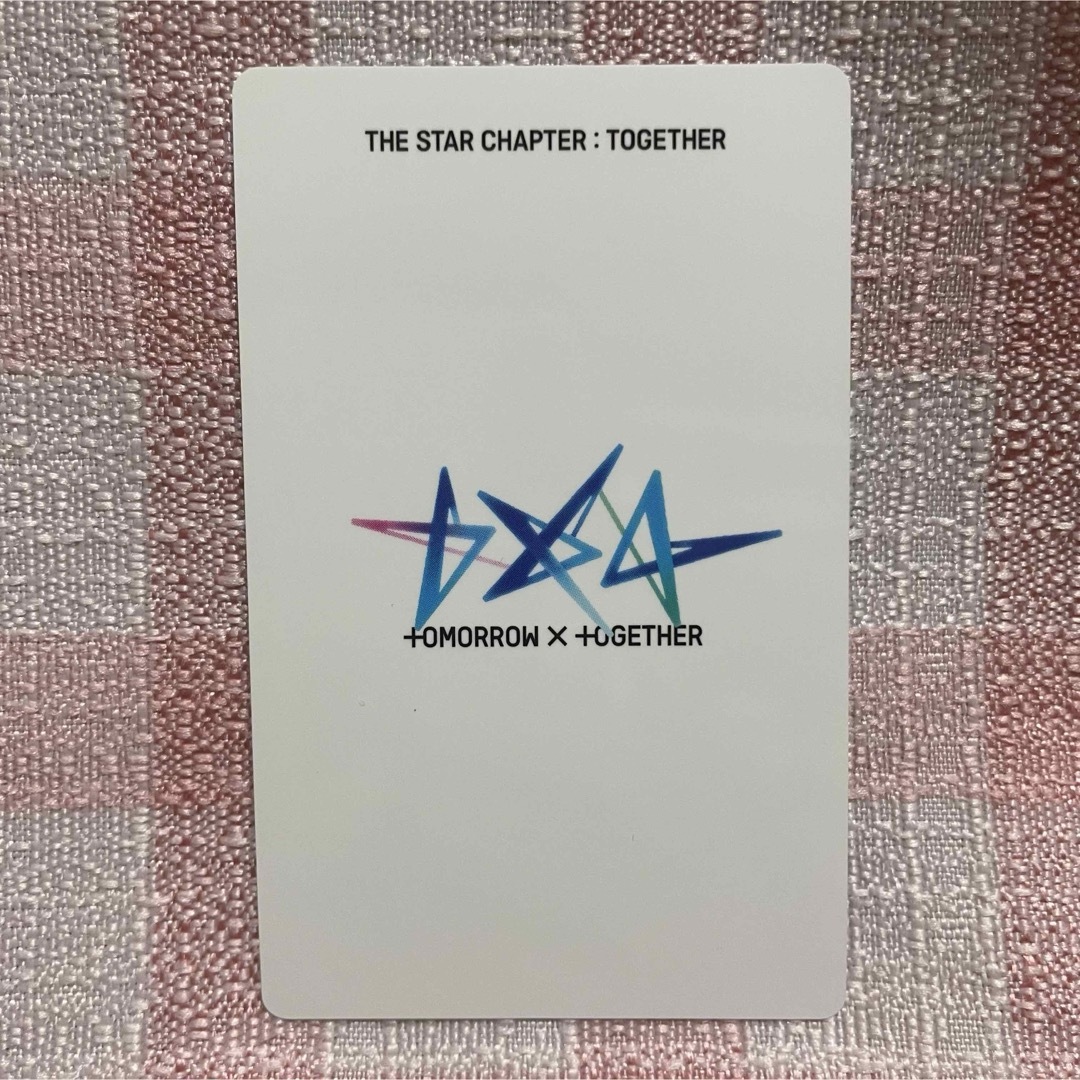 THE STAR CHAPTER : TOGETHER
TOMORROW X TOGETHER